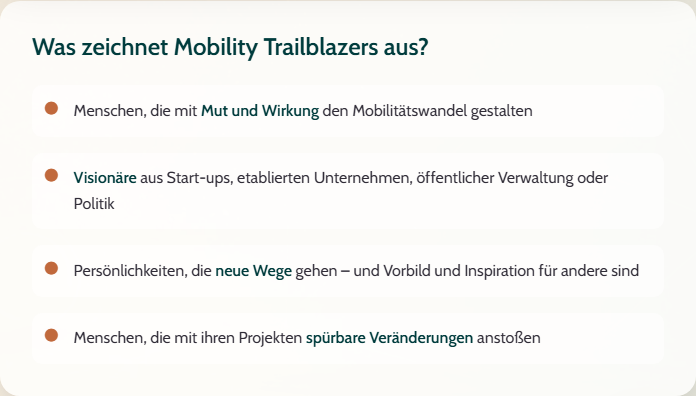 Was zeichnet Mobility Trailblazers aus?
Menschen, die mit Mut und Wirkung den Mobilitätswandel gestalten
Visionäre aus Start-ups, etablierten Unternehmen, öffentlicher Verwaltung oder
Politik
Persönlichkeiten, die neue Wege gehen – und Vorbild und Inspiration für andere sind
Menschen, die mit ihren Projekten spürbare Veränderungen anstoßen